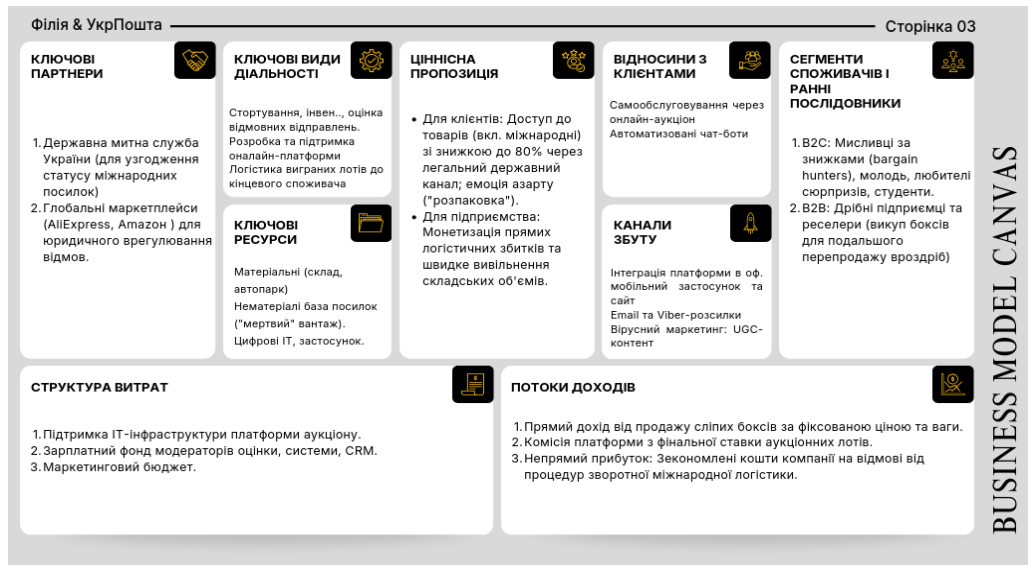 Філія & УкрПошта
Сторінка 03
КЛЮЧОВІ
ПАРТНЕРИ
1. Державна митна служба
України (для узгодження
статусу міжнародних
посилок)
2. Глобальні маркетплейси
(AliExpress, Amazон ) для
юридичного врегулювання
відмов.
КЛЮЧОВІ ВИДИ
ДІАЛЬНОСТІ
Стортування, інвен.., оцінка
відмовних відправлень.
Розробка та підтримка
оналайн-платформи
Логістика виграних лотів до
кінцевого споживача
КЛЮЧОВІ
РЕСУРСИ
Матеріальні (склад,
автопарк)
Нематеріалі база посилок
("мертвий" вантаж).
Цифрові ІТ, застосунок.
ЦІННІСНА
ПРОПОЗИЦІЯ
• Для клієнтів: Доступ до
товарів (вкл. міжнародні)
зі знижкою до 80% через
легальний державний
канал; емоція азарту
("розпаковка").
• Для підприємства:
Монетизація прямих
логістичних збитків та
швидке вивільнення
складських об'ємів.
ВІДНОСИНИ З
КЛІЄНТАМИ
Самообслуговування через
онлайн-аукціон
Автоматизовані чат-боти
КАНАЛИ
ЗБУТУ
Інтеграція платформи в оф.
мобільний застосунок та
сайт
Email та Viber-розсилки
Вірусний маркетинг: UGC-
контент
СЕГМЕНТИ
СПОЖИВАЧІВ І
РАННІ
ПОСЛІДОВНИКИ
1. B2C: Мисливці за
знижками (bargain
hunters), молодь, любителі
сюрпризів, студенти.
2. B2B: Дрібні підприємці та
реселери (викуп боксів
для подальшого
перепродажу вроздріб)
СТРУКТУРА ВИТРАТ
1. Підтримка ІТ-інфраструктури платформи аукціону.
2. Зарплатний фонд модераторів оцінки, системи, CRM.
3. Маркетинговий бюджет.
ПОТОКИ ДОХОДІВ
1. Прямий дохід від продажу сліпих боксів за фіксованою ціною та ваги.
2. Комісія платформи з фінальної ставки аукціонних лотів.
3. Непрямий прибуток: Зекономлені кошти компанії на відмові від
процедур зворотної міжнародної логістики.
BUSINESS MODEL CANVAS